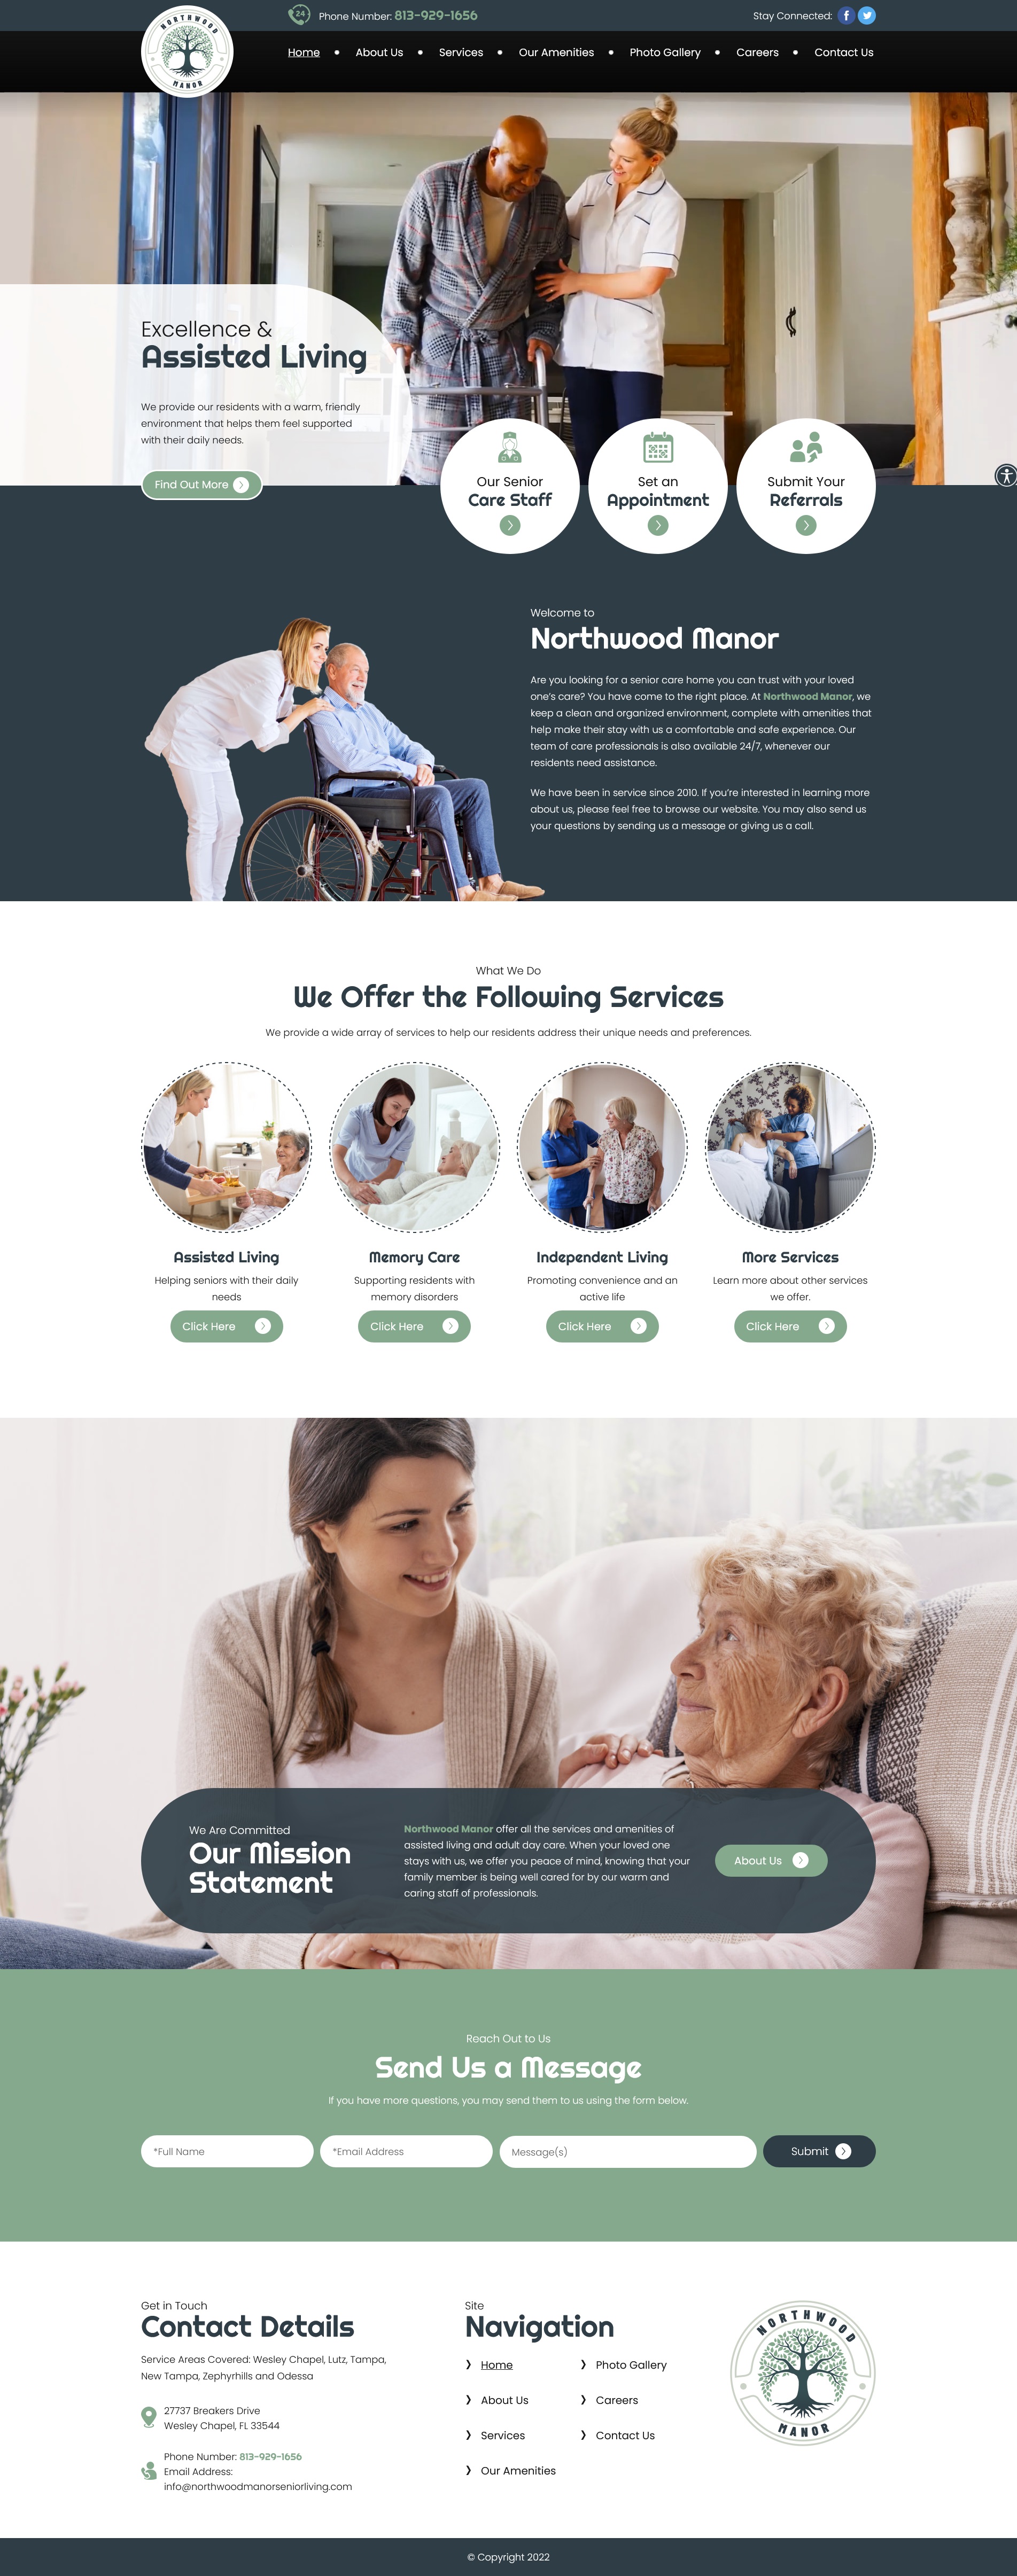 NORTHWOOD
MANOR
24
Phone Number: 813-929-1656
Stay Connected:
Home
About Us
Services
Our Amenities
Photo Gallery
Careers
Contact Us
Excellence &
Assisted Living
We provide our residents with a warm, friendly
environment that helps them feel supported
with their daily needs.
Find Out More
Our Senior
Care Staff
Set an
Appointment
Submit Your
Referrals
Welcome to
Northwood Manor
Are you looking for a senior care home you can trust with your loved
one's care? You have come to the right place. At Northwood Manor, we
keep a clean and organized environment, complete with amenities that
help make their stay with us a comfortable and safe experience. Our
team of care professionals is also available 24/7, whenever our
residents need assistance.
We have been in service since 2010. If you're interested in learning more
about us, please feel free to browse our website. You may also send us
your questions by sending us a message or giving us a call.
What We Do
We Offer the Following Services
We provide a wide array of services to help our residents address their unique needs and preferences.
Assisted Living
Helping seniors with their daily
needs
Click Here
Memory Care
Supporting residents with
memory disorders
Click Here
Independent Living
Promoting convenience and an
active life
Click Here
More Services
Learn more about other services
we offer.
Click Here
We Are Committed
Our Mission
Statement
Northwood Manor offer all the services and amenities of
assisted living and adult day care. When your loved one
stays with us, we offer you peace of mind, knowing that your
family member is being well cared for by our warm and
caring staff of professionals.
About Us
Reach Out to Us
Send Us a Message
If you have more questions, you may send them to us using the form below.
*Full Name
*Email Address
Message(s)
Submit
Get in Touch
Contact Details
Service Areas Covered: Wesley Chapel, Lutz, Tampa,
New Tampa, Zephyrhills and Odessa
27737 Breakers Drive
Wesley Chapel, FL 33544
Phone Number: 813-929-1656
Email Address:
info@northwoodmanorseniorliving.com
Site
Navigation
Home
About Us
Services
Our Amenities
Photo Gallery
Careers
Contact Us
NORTHWOOD
MANOR
© Copyright 2022